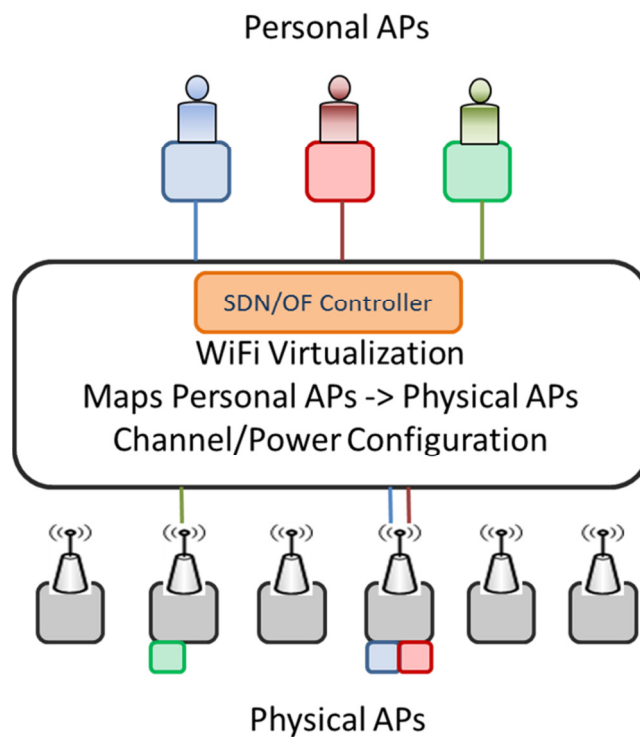 Personal APs
SDN/OF Controller
WiFi Virtualization
Maps Personal APs -> Physical APs
Channel/Power Configuration
Physical APs